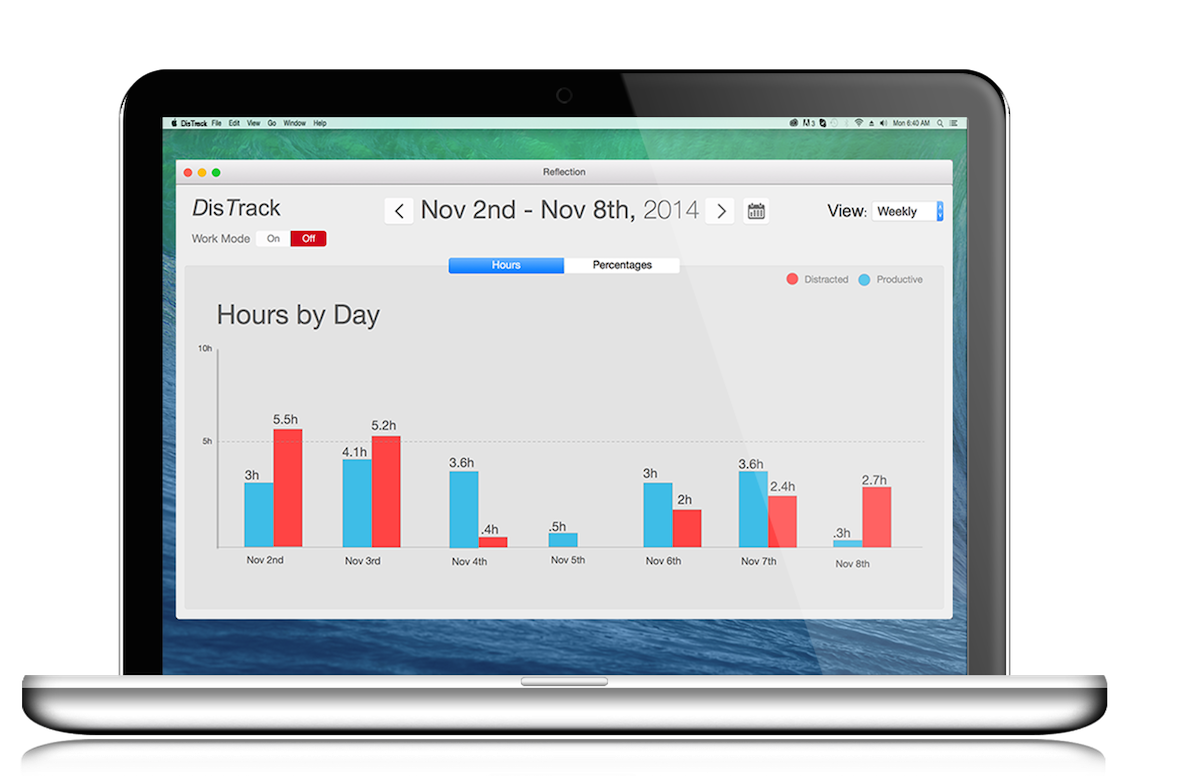 DisTrack File Edit View Go Window Help
3 Mon 6:40 AM
Reflection
DisTrack
Nov 2nd - Nov 8th, 2014
View: Weekly
Work Mode On Off
Hours Percentages
Distracted Productive
Hours by Day
10h
5.5h
5.2h
5h
4.1h
3.6h
3.6h
3h
3h
2.7h
2.4h
2h
.4h
.5h
.3h
Nov 2nd Nov 3rd Nov 4th Nov 5th Nov 6th Nov 7th Nov 8th